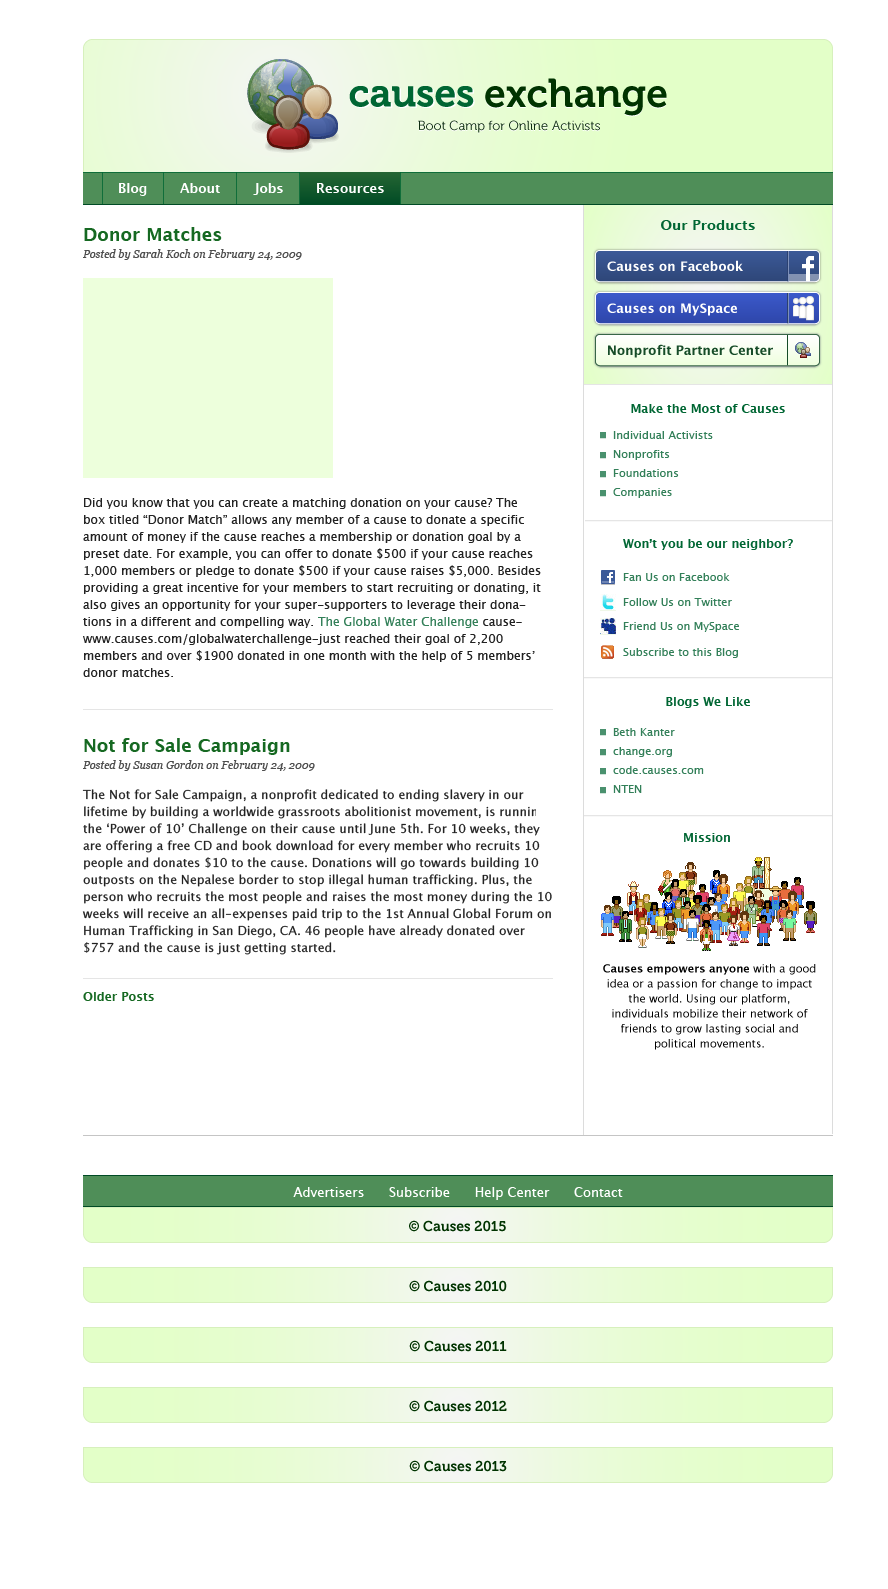 causes exchange
Boot Camp for Online Activists
Blog About Jobs Resources
Donor Matches
Posted by Sarah Koch on February 24, 2009
Did you know that you can create a matching donation on your cause? The
box titled “Donor Match” allows any member of a cause to donate a specific
amount of money if the cause reaches a membership or donation goal by a
preset date. For example, you can offer to donate $500 if your cause reaches
1,000 members or pledge to donate $500 if your cause raises $5,000. Besides
providing a great incentive for your members to start recruiting or donating, it
also gives an opportunity for your super-supporters to leverage their dona-
tions in a different and compelling way. The Global Water Challenge cause-
www.causes.com/globalwaterchallenge-just reached their goal of 2,200
members and over $1900 donated in one month with the help of 5 members’
donor matches.
Not for Sale Campaign
Posted by Susan Gordon on February 24, 2009
The Not for Sale Campaign, a nonprofit dedicated to ending slavery in our
lifetime by building a worldwide grassroots abolitionist movement, is runnin
the ‘Power of 10’ Challenge on their cause until June 5th. For 10 weeks, they
are offering a free CD and book download for every member who recruits 10
people and donates $10 to the cause. Donations will go towards building 10
outposts on the Nepalese border to stop illegal human trafficking. Plus, the
person who recruits the most people and raises the most money during the 10
weeks will receive an all-expenses paid trip to the 1st Annual Global Forum on
Human Trafficking in San Diego, CA. 46 people have already donated over
$757 and the cause is just getting started.
Older Posts
Our Products
Causes on Facebook
Causes on MySpace
Nonprofit Partner Center
Make the Most of Causes
Individual Activists
Nonprofits
Foundations
Companies
Won't you be our neighbor?
Fan Us on Facebook
Follow Us on Twitter
Friend Us on MySpace
Subscribe to this Blog
Blogs We Like
Beth Kanter
change.org
code.causes.com
NTEN
Mission
Causes empowers anyone with a good
idea or a passion for change to impact
the world. Using our platform,
individuals mobilize their network of
friends to grow lasting social and
political movements.
Advertisers Subscribe Help Center Contact
© Causes 2015
© Causes 2010
© Causes 2011
© Causes 2012
© Causes 2013